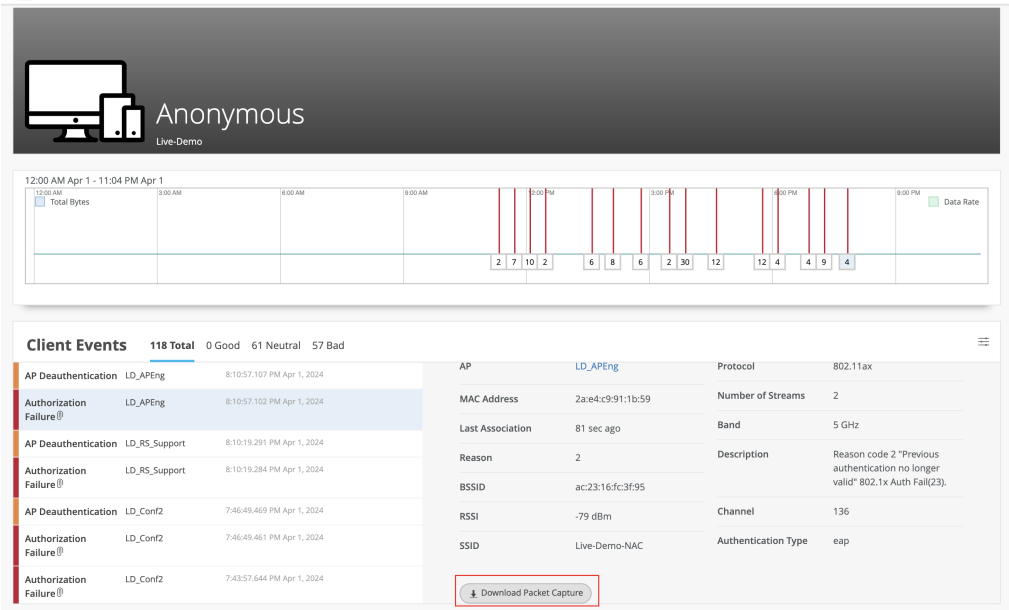 Anonymous
Live-Demo
12:00 AM Apr 1 - 11:04 PM Apr 1
12:00 AM 3:00 AM 6:00 AM 9:00 AM 12:00 PM 3:00 PM 6:00 PM 9:00 PM
Total Bytes Data Rate
2 7 10 2 6 8 6 2 30 12 12 4 4 9 4
Client Events 118 Total 0 Good 61 Neutral 57 Bad
AP Deauthentication LD_APEng 8:10:57.107 PM Apr 1, 2024
Authorization Failure LD_APEng 8:10:57.102 PM Apr 1, 2024
AP Deauthentication LD_RS_Support 8:10:19.291 PM Apr 1, 2024
Authorization Failure LD_RS_Support 8:10:19.284 PM Apr 1, 2024
AP Deauthentication LD_Conf2 7:46:49.469 PM Apr 1, 2024
Authorization Failure LD_Conf2 7:46:49.461 PM Apr 1, 2024
Authorization Failure LD_Conf2 7:43:57.644 PM Apr 1, 2024
AP LD_APEng
MAC Address 2a:e4:c9:91:1b:59
Last Association 81 sec ago
Reason 2
BSSID ac:23:16:fc:3f:95
RSSI -79 dBm
SSID Live-Demo-NAC
Protocol 802.11ax
Number of Streams 2
Band 5 GHz
Description Reason code 2 "Previous
authentication no longer
valid" 802.1x Auth Fail(23).
Channel 136
Authentication Type eap
Download Packet Capture